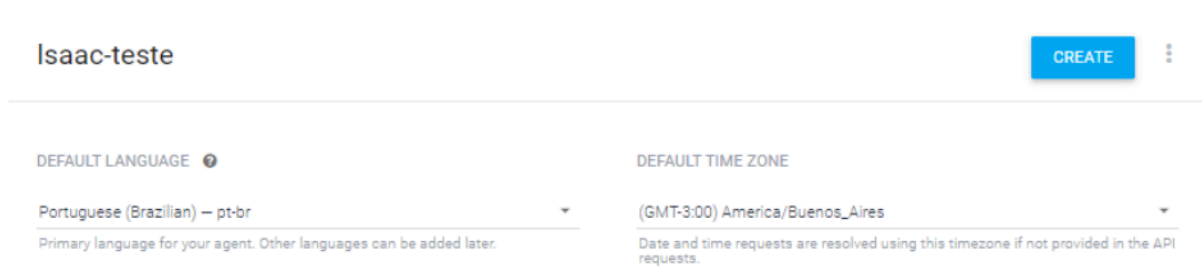 Isaac-teste
CREATE
DEFAULT LANGUAGE
DEFAULT TIME ZONE
Portuguese (Brazilian) — pt-br
(GMT-3:00) America/Buenos_Aires
Primary language for your agent. Other languages can be added later.
Date and time requests are resolved using this timezone if not provided in the API
requests.